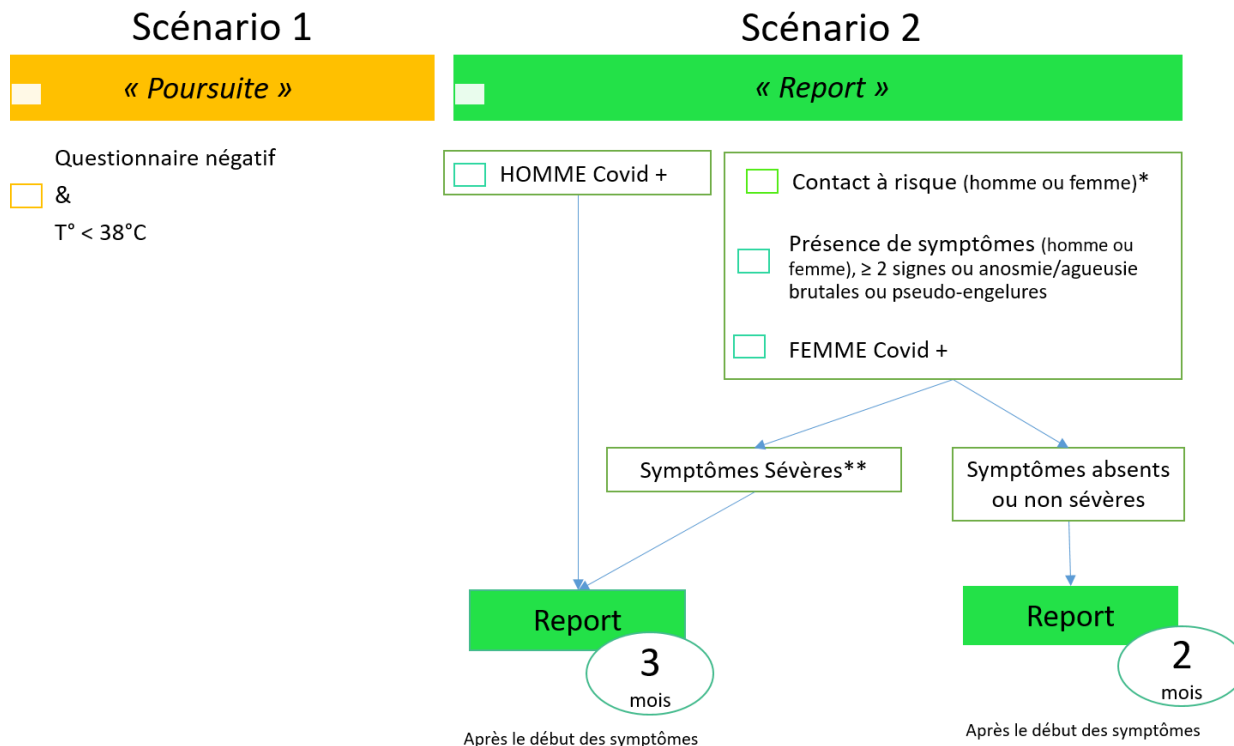 Scénario 1
Scénario 2
« Poursuite »
« Report »
Questionnaire négatif
&
T° < 38°C
HOMME Covid +
Contact à risque (homme ou femme)*
Présence de symptômes (homme ou
femme), ≥ 2 signes ou anosmie/agueusie
brutales ou pseudo-engelures
FEMME Covid +
Symptômes Sévères**
Symptômes absents
ou non sévères
Report
3
mois
Après le début des symptômes
Report
2
mois
Après le début des symptômes